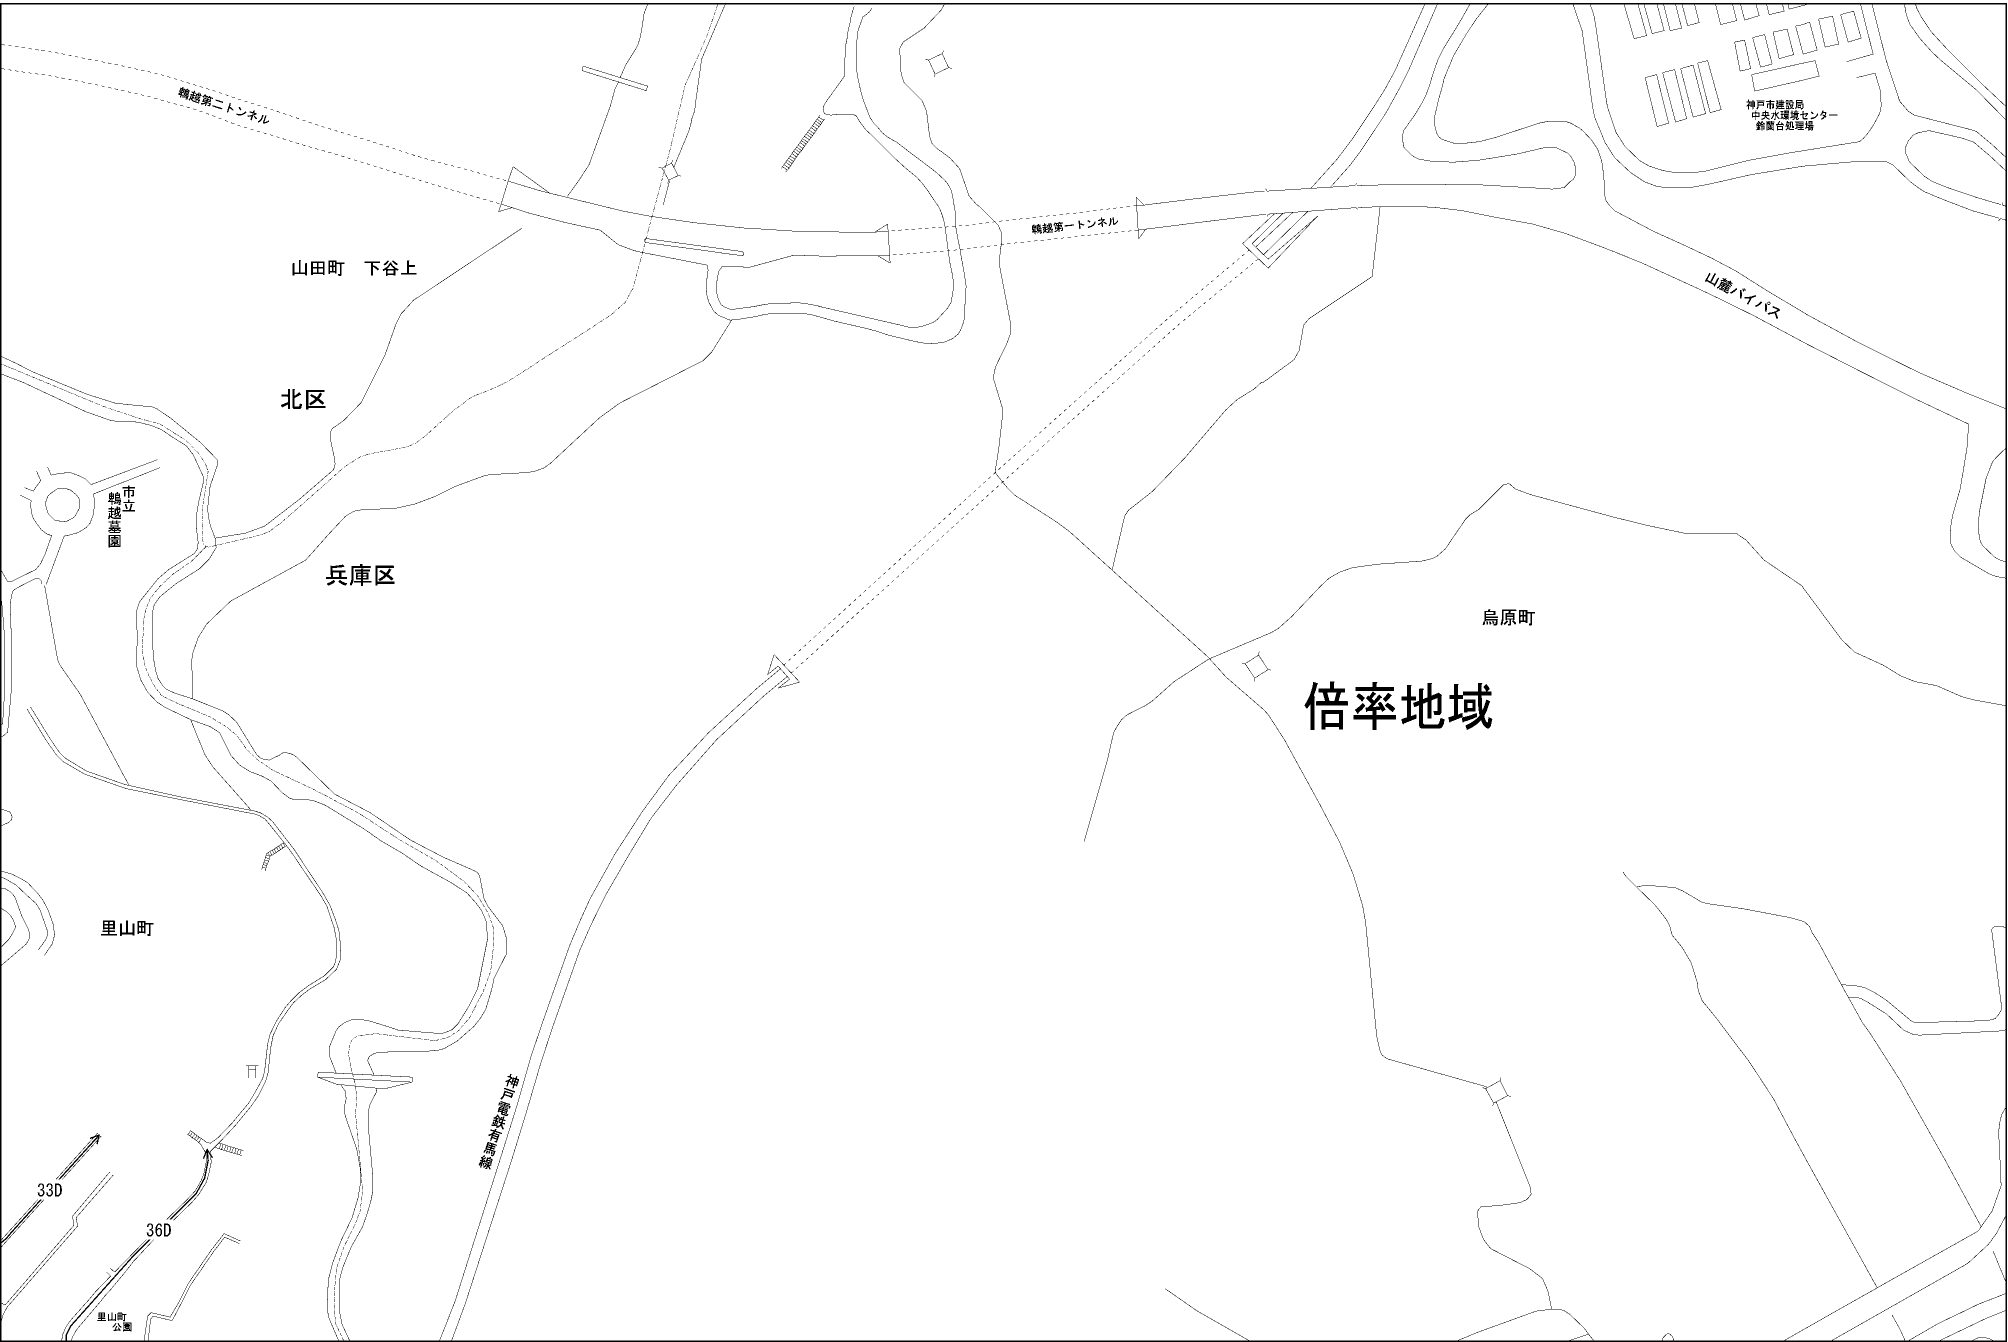 鵯越第二トンネル
神戸市建設局
中央水環境センター
鈴蘭台処理場
鵯越第一トンネル
山田町 下谷上
山麓バイパス
北区
市立
鵯越墓園
兵庫区
烏原町
倍率地域
里山町
神戸電鉄有馬線
33D
36D
里山町
公園